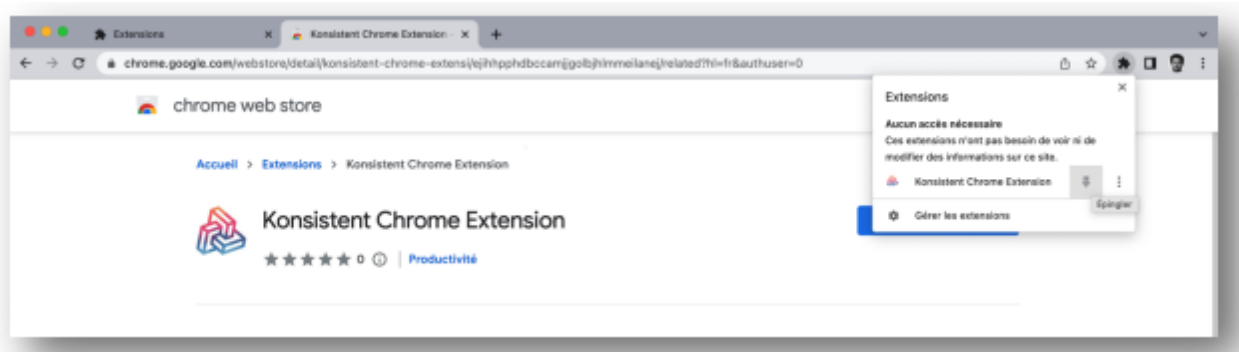 Extensions
Konsistent Chrome Extension -
chrome.google.com/webstore/detail/konsistent-chrome-extensi/ejihhpphdbccamjjgolbjhlmmeilanej/related?hl=fr&authuser=0
chrome web store
Extensions
Aucun accès nécessaire
Ces extensions n'ont pas besoin de voir ni de
modifier des informations sur ce site.
Konsistent Chrome Extension
Épingler
Gérer les extensions
Accueil > Extensions > Konsistent Chrome Extension
Konsistent Chrome Extension
0
Productivité